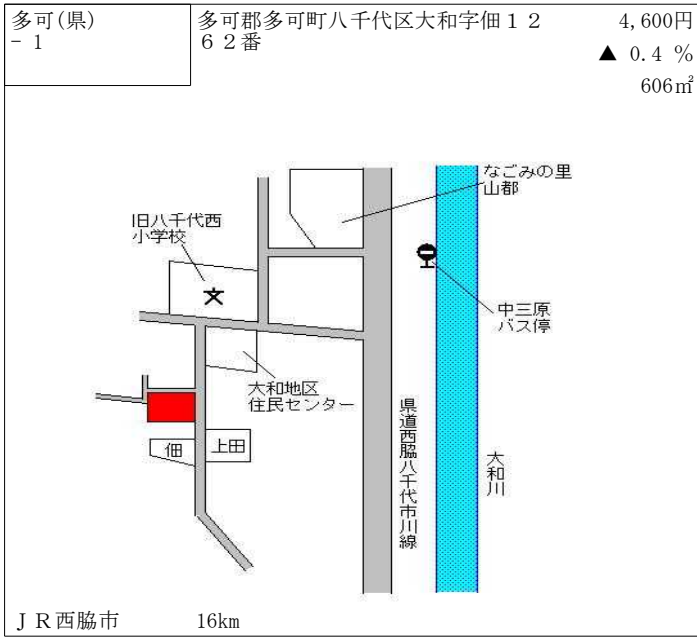 多可(県)
－1
多可郡多可町八千代区大和字佃１２
６２番
4,600円
▲ 0.4 %
606㎡
なごみの里
山都
旧八千代西
小学校
中三原
バス停
大和地区
住民センター
佃
上田
県道西脇八千代市川線
大和川
ＪＲ西脇市 16km